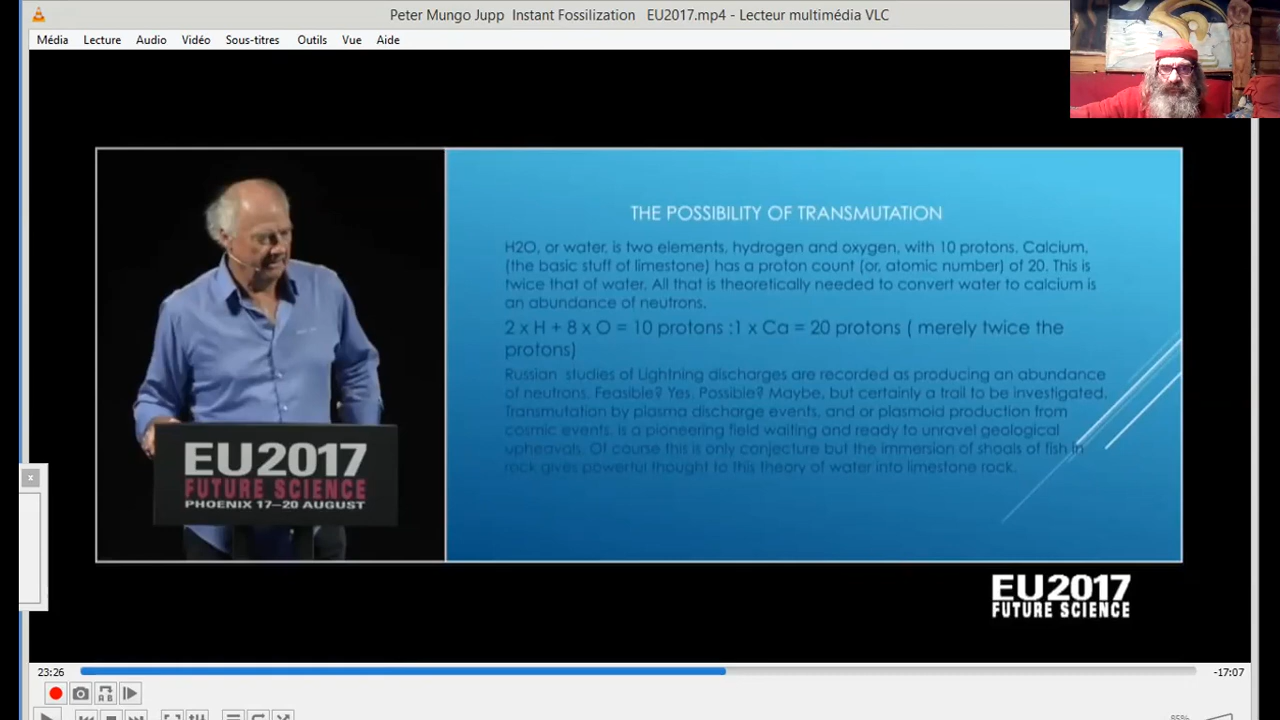 Peter Mungo Jupp Instant Fossilization EU2017.mp4 - Lecteur multimédia VLC
Média Lecture Audio Vidéo Sous-titres Outils Vue Aide
THE POSSIBILITY OF TRANSMUTATION
H2O, or water, is two elements, hydrogen and oxygen, with 10 protons. Calcium,
(the basic stuff of limestone) has a proton count (or, atomic number) of 20. This is
twice that of water. All that is theoretically needed to convert water to calcium is
an abundance of neutrons.
2 x H + 8 x O = 10 protons :1 x Ca = 20 protons ( merely twice the
protons)
Russian studies of Lightning discharges are recorded as producing an abundance
of neutrons. Feasible? Yes. Possible? Maybe, but certainly a trail to be investigated.
Transmutation by plasma discharge events, and or plasmoid production from
cosmic events. Is a pioneering field waiting and ready to unravel geological
upheavals. Of course this is only conjecture but the immersion of shoals of fish in
rock gives powerful thought to this theory of water into limestone rock.
EU2017
FUTURE SCIENCE
PHOENIX 17–20 AUGUST
EU2017
FUTURE SCIENCE
23:26
-17:07
85%